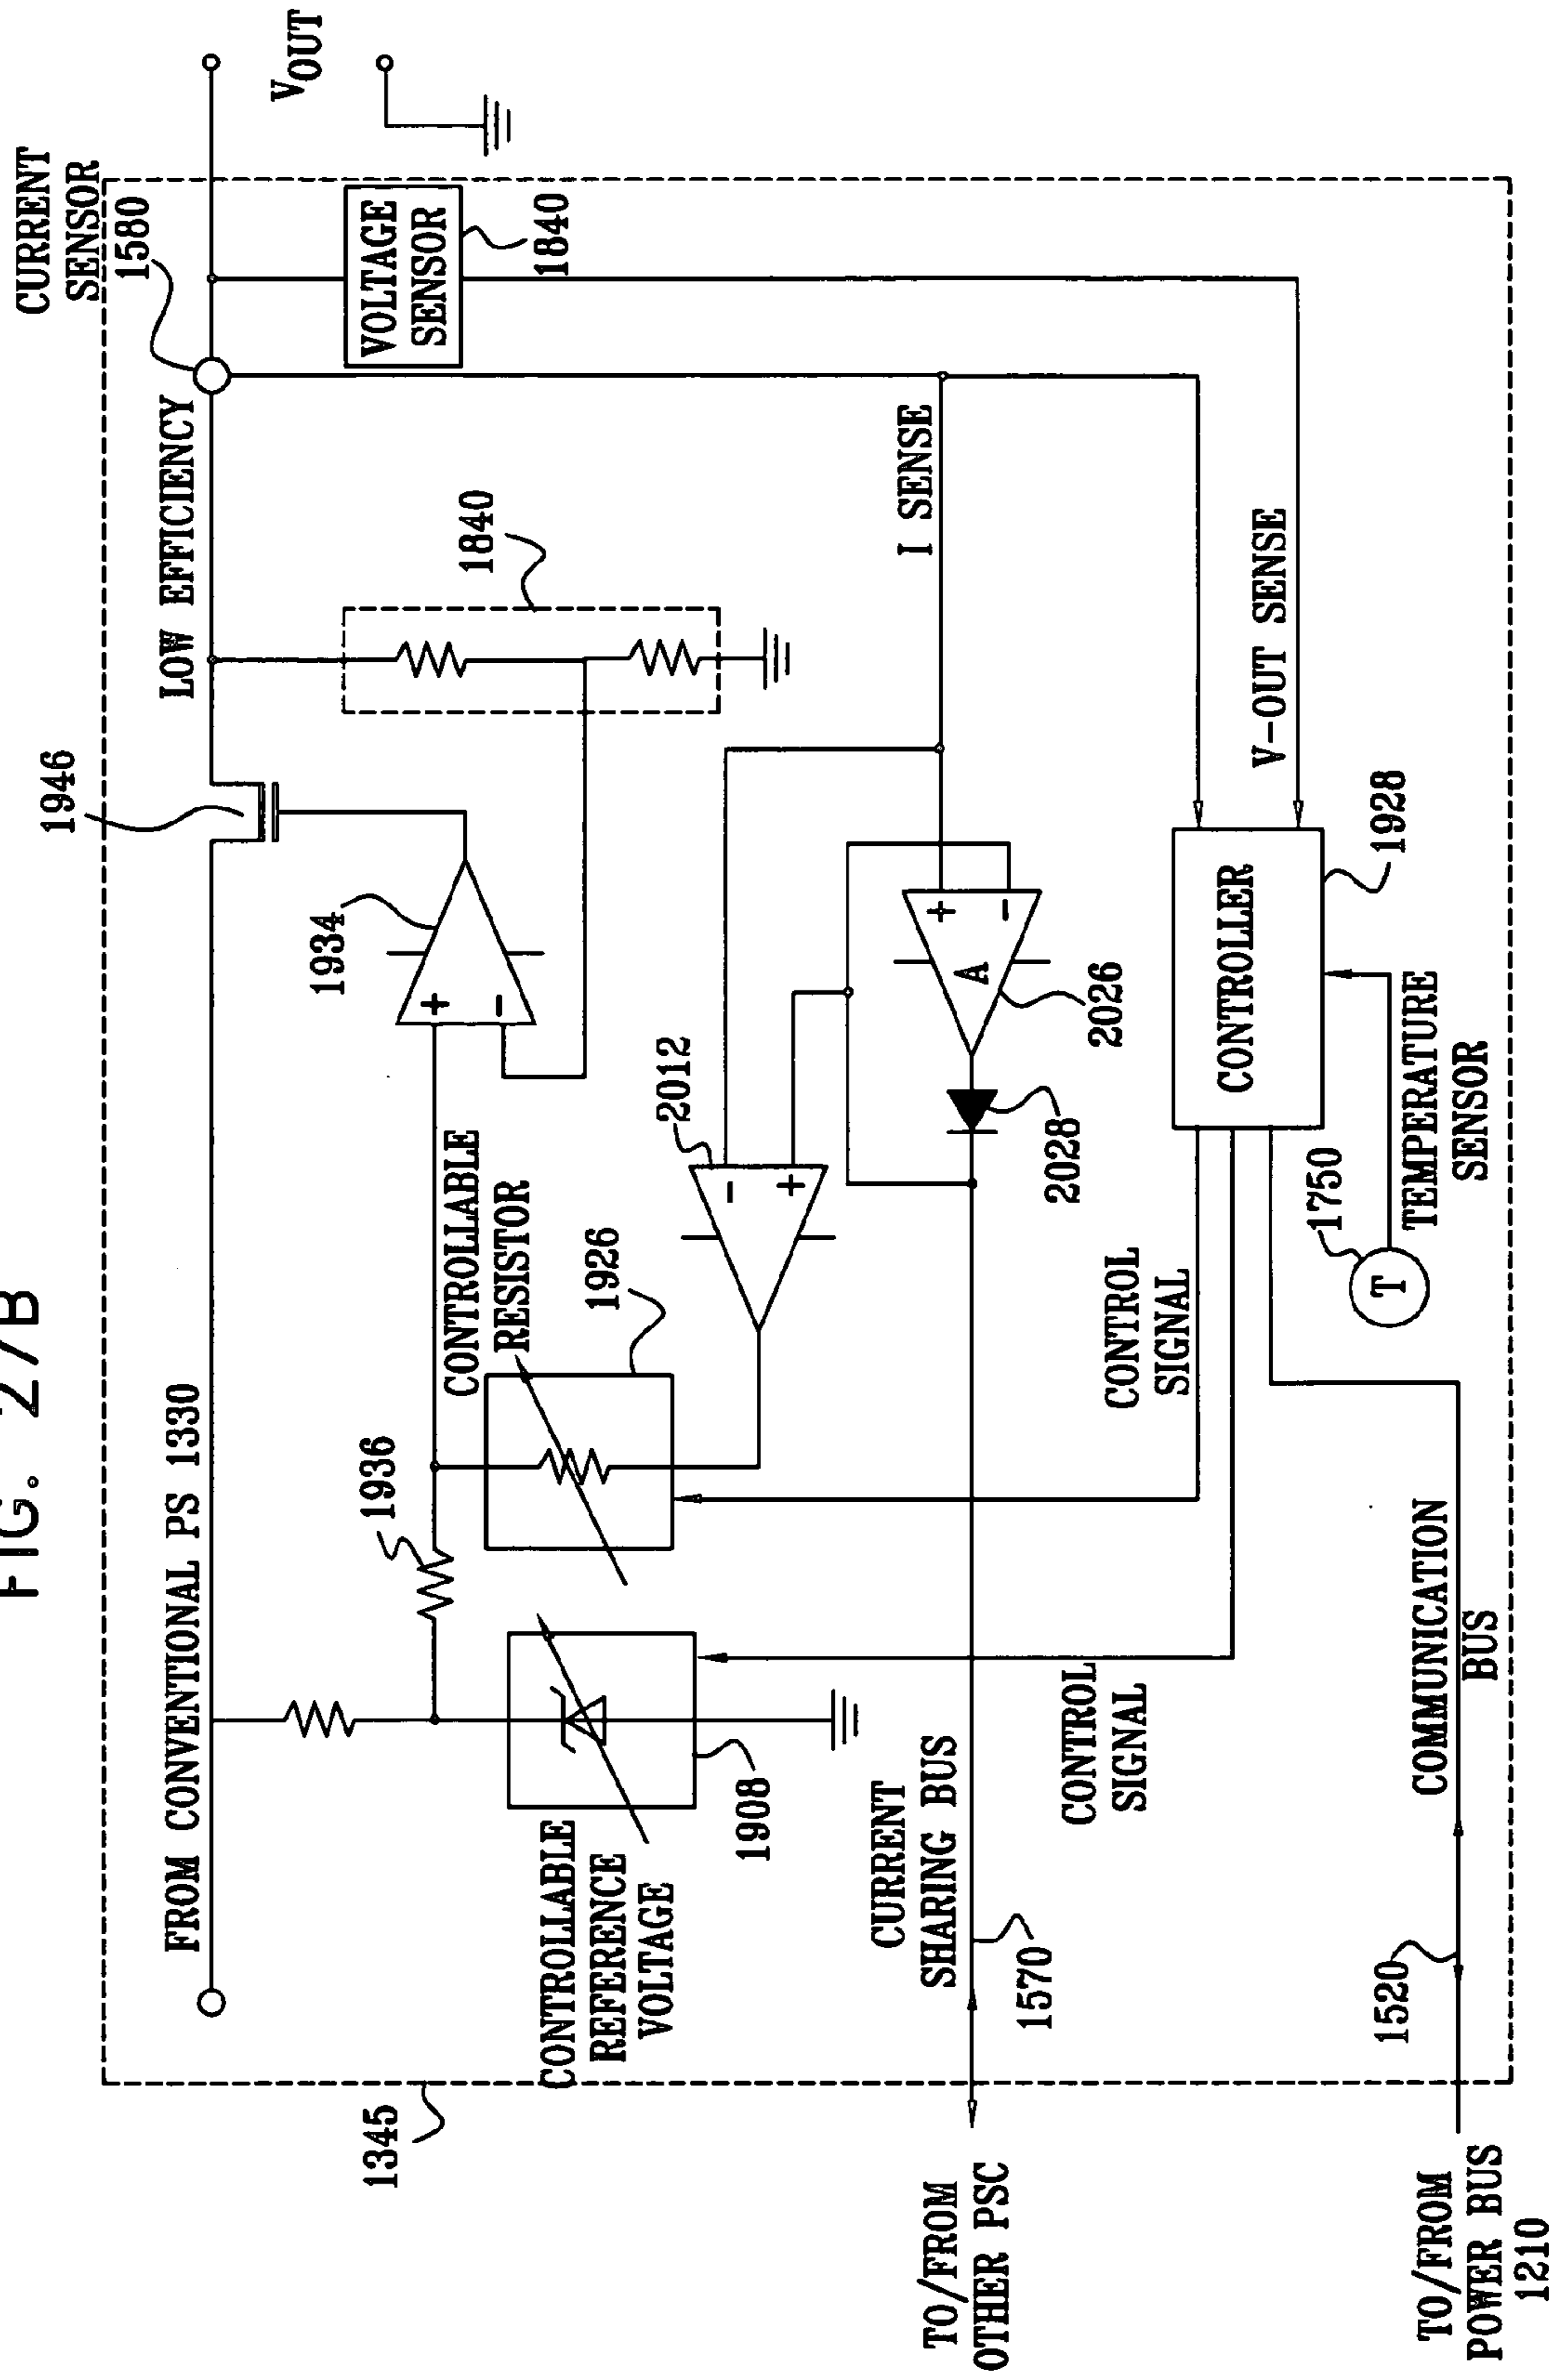 FIG. 27B
FROM CONVENTIONAL PS 1330
LOW EFFICIENCY
CURRENT
SENSOR
1580
1946
VOUT
1345
1936
1934
1840
VOLTAGE
SENSOR
1840
CONTROLLABLE
RESISTOR
1926
+
-
CONTROLLABLE
REFERENCE
VOLTAGE
1908
2012
-
+
I SENSE
CURRENT
SHARING BUS
1570
TO/FROM
OTHER PSC
A
+
-
2026
2028
CONTROL
SIGNAL
CONTROL
SIGNAL
CONTROLLER
1928
V-OUT SENSE
T
1750
TEMPERATURE
SENSOR
COMMUNICATION
BUS
1520
TO/FROM
POWER BUS
1210